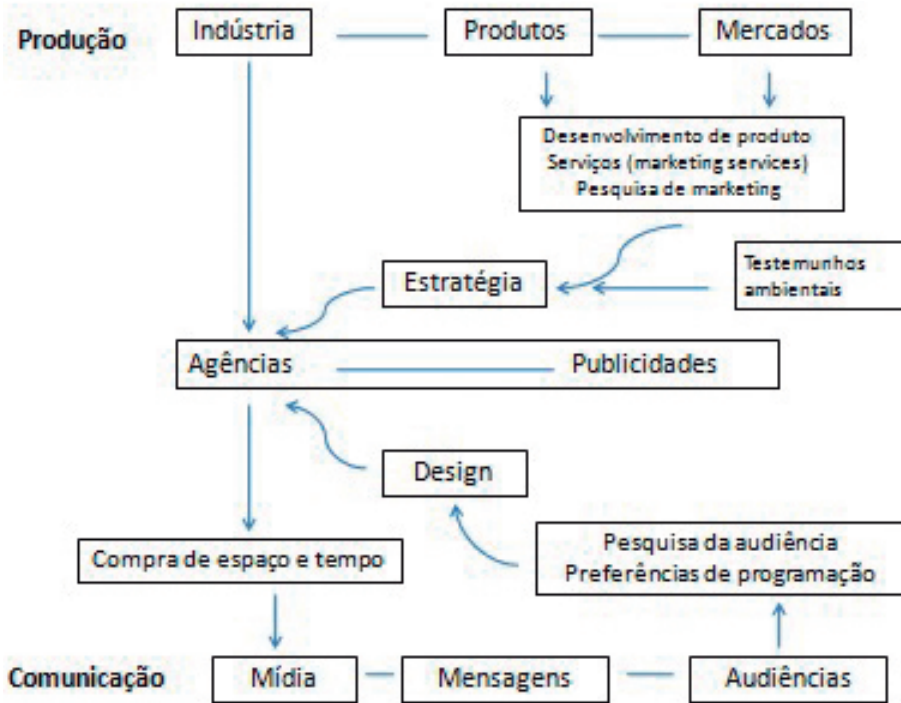 Produção
Indústria
Produtos
Mercados
Desenvolvimento de produto
Serviços (marketing services)
Pesquisa de marketing
Estratégia
Testemunhos
ambientais
Agências
Publicidades
Design
Compra de espaço e tempo
Pesquisa da audiência
Preferências de programação
Comunicação
Mídia
Mensagens
Audiências